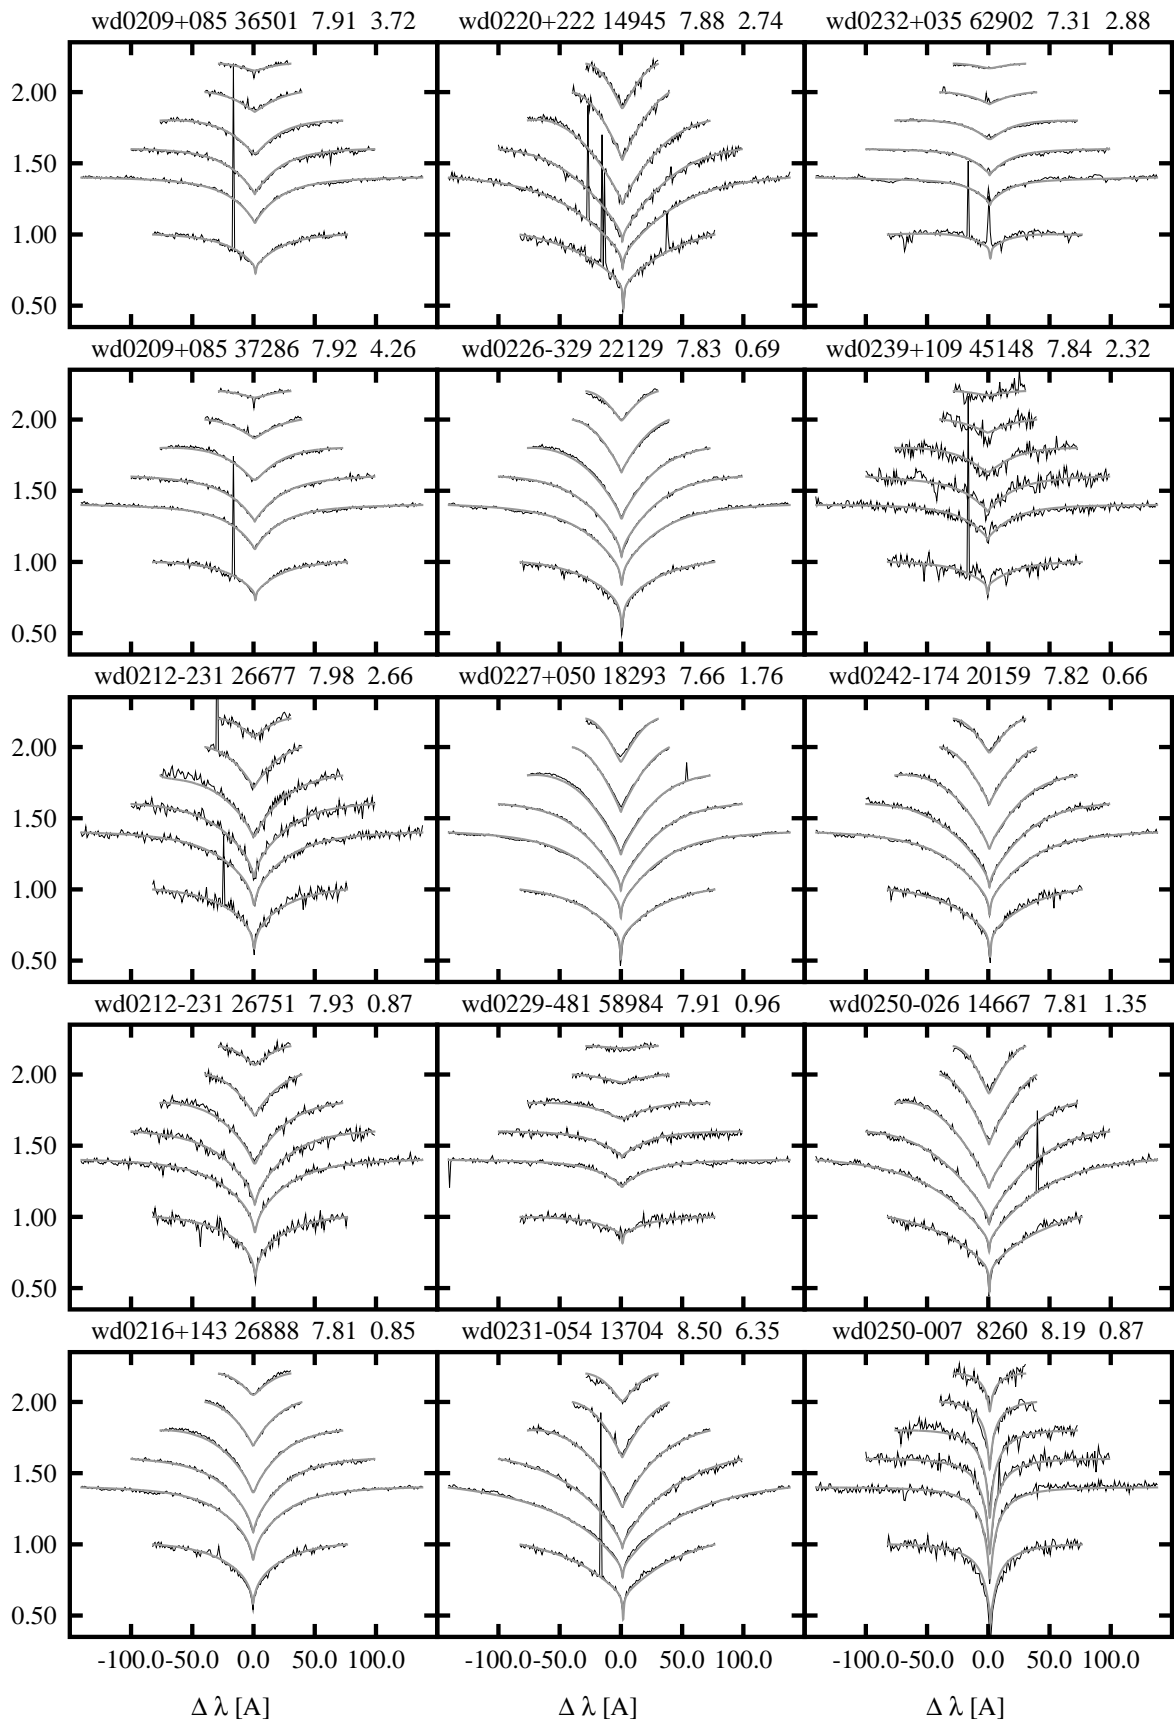 wd0209+085 36501 7.91 3.72
wd0220+222 14945 7.88 2.74
wd0232+035 62902 7.31 2.88
2.00
1.50
1.00
0.50
wd0209+085 37286 7.92 4.26
wd0226-329 22129 7.83 0.69
wd0239+109 45148 7.84 2.32
2.00
1.50
1.00
0.50
wd0212-231 26677 7.98 2.66
wd0227+050 18293 7.66 1.76
wd0242-174 20159 7.82 0.66
2.00
1.50
1.00
0.50
wd0212-231 26751 7.93 0.87
wd0229-481 58984 7.91 0.96
wd0250-026 14667 7.81 1.35
2.00
1.50
1.00
0.50
wd0216+143 26888 7.81 0.85
wd0231-054 13704 8.50 6.35
wd0250-007 8260 8.19 0.87
2.00
1.50
1.00
0.50
-100.0 -50.0 0.0 50.0 100.0
-100.0 -50.0 0.0 50.0 100.0
-100.0 -50.0 0.0 50.0 100.0
Δ λ [A]
Δ λ [A]
Δ λ [A]